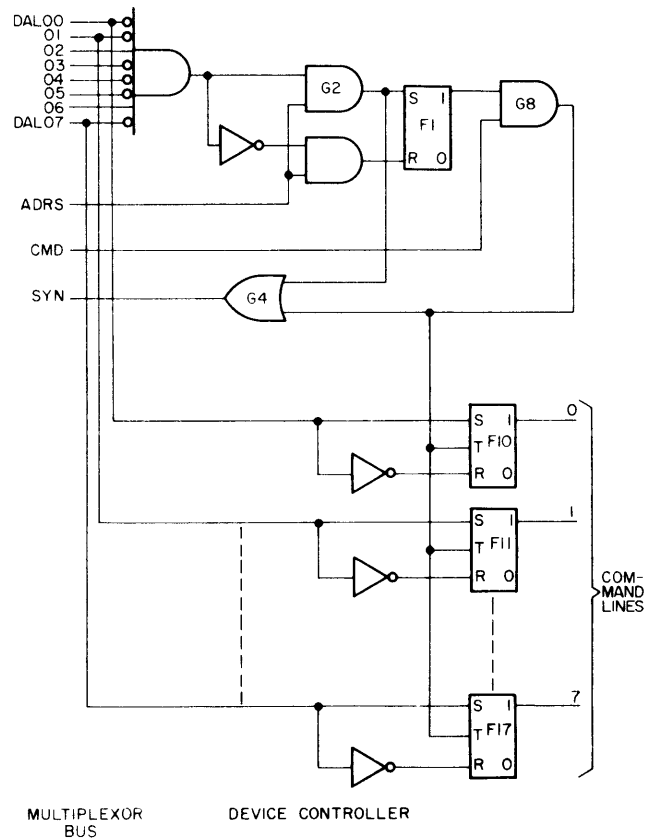 DAL00
01
02
03
04
05
06
DAL07
G2
S 1
F1
R 0
G8
ADRS
CMD
SYN
G4
0
S 1
T F10
R 0
1
S 1
T F11
R 0
COM-
MAND
LINES
7
S 1
T F17
R 0
MULTIPLEXOR
BUS
DEVICE CONTROLLER